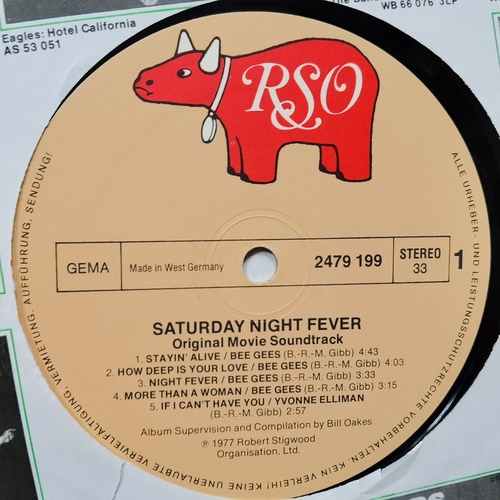 Eagles: Hotel California
AS 53 051
WB 66 076 3LP
RSO
GEMA
Made in West Germany
2479 199
STEREO
33
1
SATURDAY NIGHT FEVER
Original Movie Soundtrack
1. STAYIN' ALIVE / BEE GEES (B.-R.-M. Gibb) 4:43
2. HOW DEEP IS YOUR LOVE / BEE GEES (B.-R.-M. Gibb) 4.03
3. NIGHT FEVER / BEE GEES (B.-R.-M. Gibb) 3:33
4. MORE THAN A WOMAN / BEE GEES (B.-R.-M. Gibb) 3:15
5. IF I CAN'T HAVE YOU / YVONNE ELLIMAN
(B.-R.-M. Gibb) 2:57
Album Supervision and Compilation by Bill Oakes
℗ 1977 Robert Stigwood
Organisation. Ltd.
ALLE URHEBER- UND LEISTUNGSSCHUTZRECHTE VORBEHALTEN. KEIN VERLEIH! KEINE UNERLAUBTE VERVIELFÄLTIGUNG, VERMIETUNG, AUFFÜHRUNG, SENDUNG!